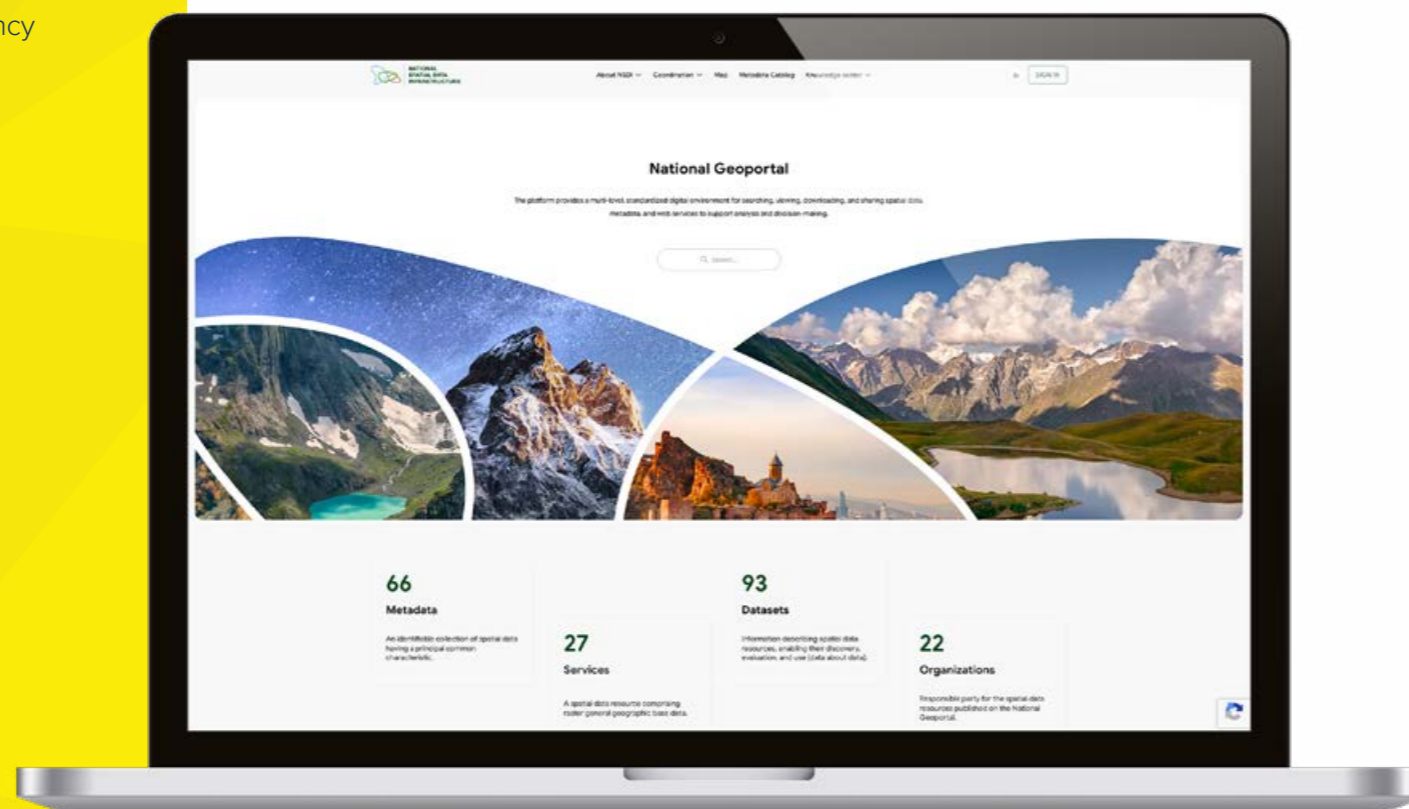 ncy
NATIONAL
SPATIAL DATA
INFRASTRUCTURE
About NSDI Coordination Map Metadata Catalog Knowledge center
SIGN IN
National Geoportal
The platform provides a multi-level, standardized digital environment for searching, viewing, downloading, and sharing spatial data,
metadata, and web services to support analysis and decision-making.
Search...
66
Metadata
An identifiable collection of spatial data
having a principal common
characteristic.
27
Services
A spatial data resource comprising
raster general geographic base data.
93
Datasets
Information describing spatial data
resources, enabling their discovery,
evaluation, and use (data about data).
22
Organizations
Responsible party for the spatial data
resources published on the National
Geoportal.